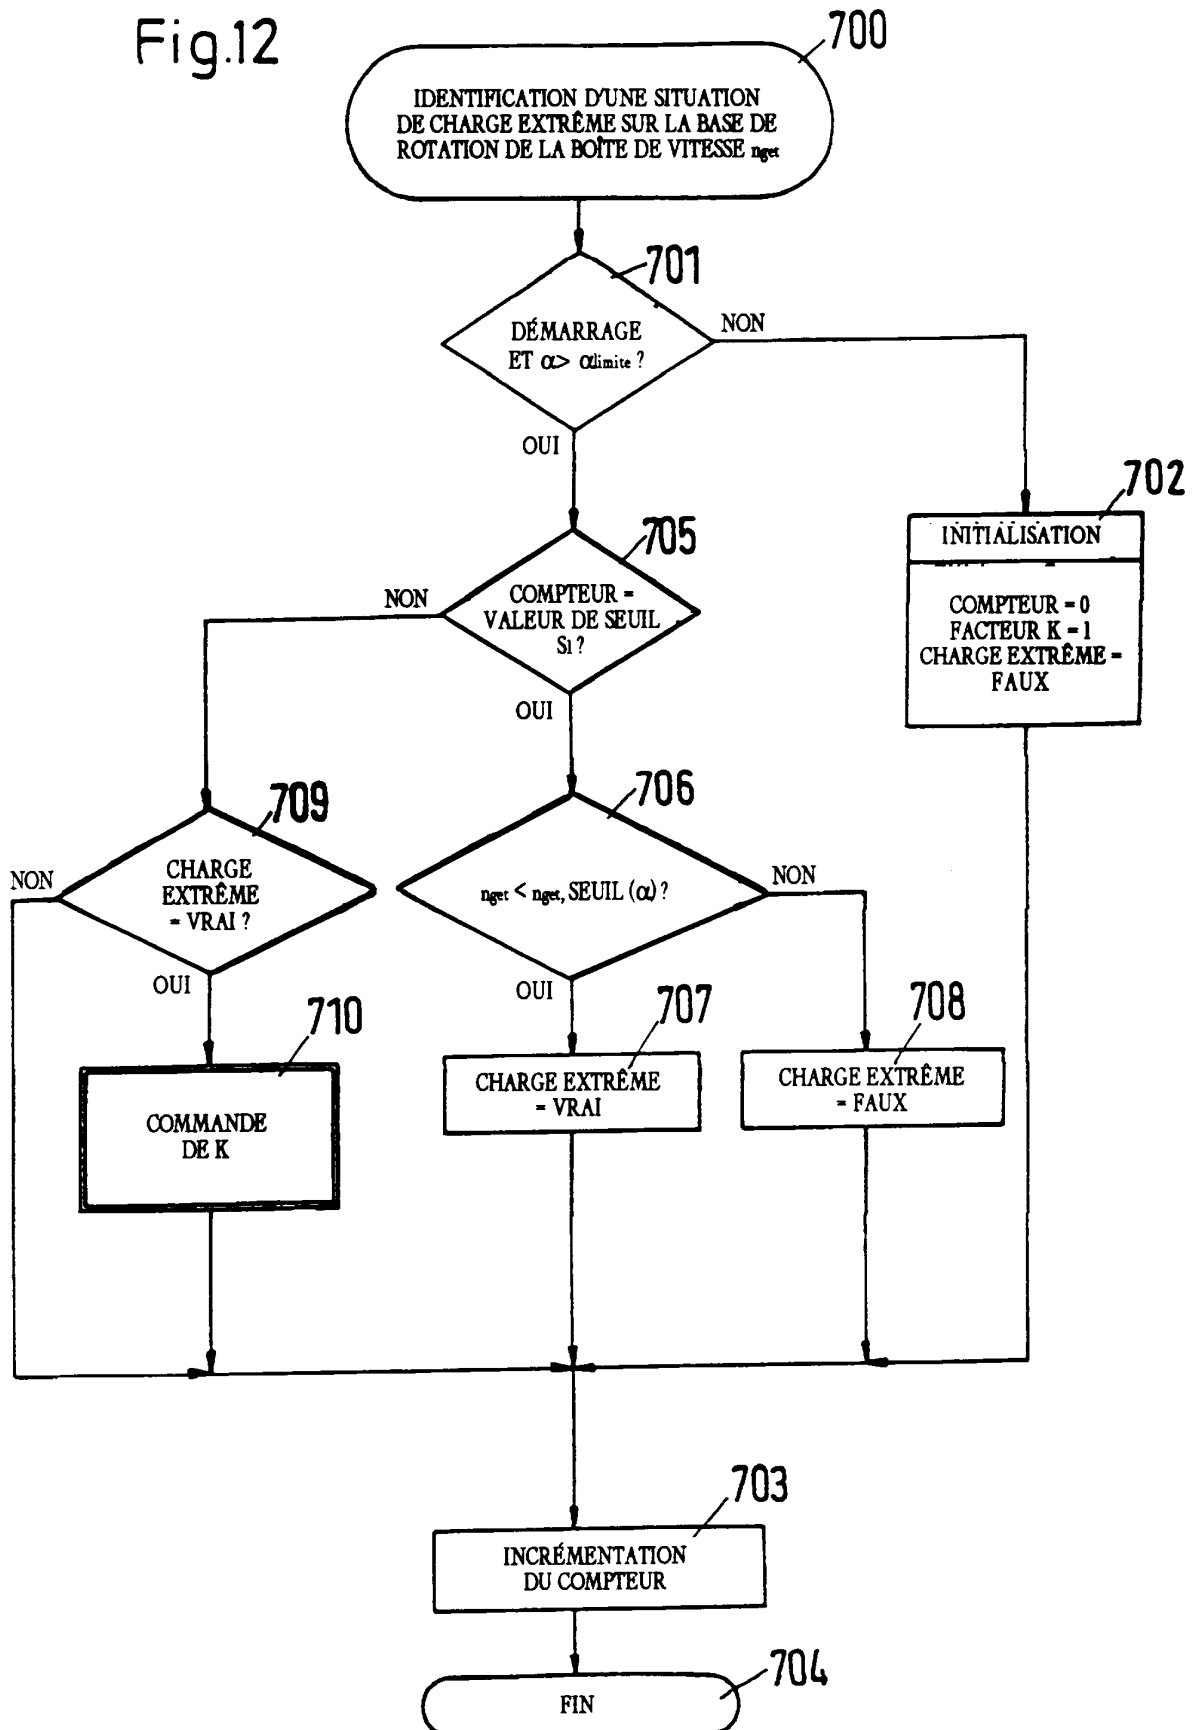 Fig.12
700
IDENTIFICATION D'UNE SITUATION
DE CHARGE EXTRÊME SUR LA BASE DE
ROTATION DE LA BOÎTE DE VITESSE nget
701
DÉMARRAGE
ET α> αlimite ?
NON
OUI
702
INITIALISATION
COMPTEUR = 0
FACTEUR K = 1
CHARGE EXTRÊME =
FAUX
705
COMPTEUR =
VALEUR DE SEUIL
S1 ?
NON
OUI
709
CHARGE
EXTRÊME
= VRAI ?
NON
OUI
706
nget < nget, SEUIL (α) ?
NON
OUI
710
COMMANDE
DE K
707
CHARGE EXTRÊME
= VRAI
708
CHARGE EXTRÊME
= FAUX
703
INCRÉMENTATION
DU COMPTEUR
704
FIN